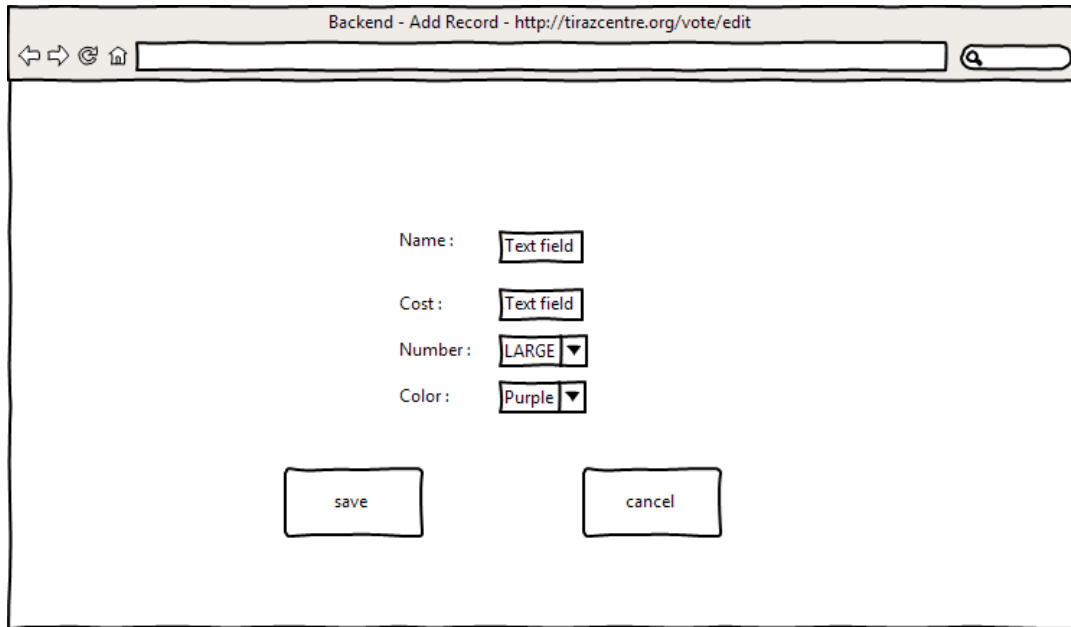 Backend - Add Record - http://tirazcentre.org/vote/edit
Name : Text field
Cost : Text field
Number : LARGE
Color : Purple
save cancel